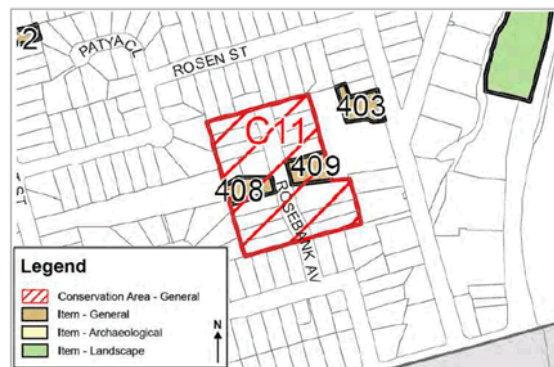 PATYA CL
ROSEN ST
403
C11
409
408
ROSEBANK AV
Legend
Conservation Area - General
Item - General
Item - Archaeological
Item - Landscape
N